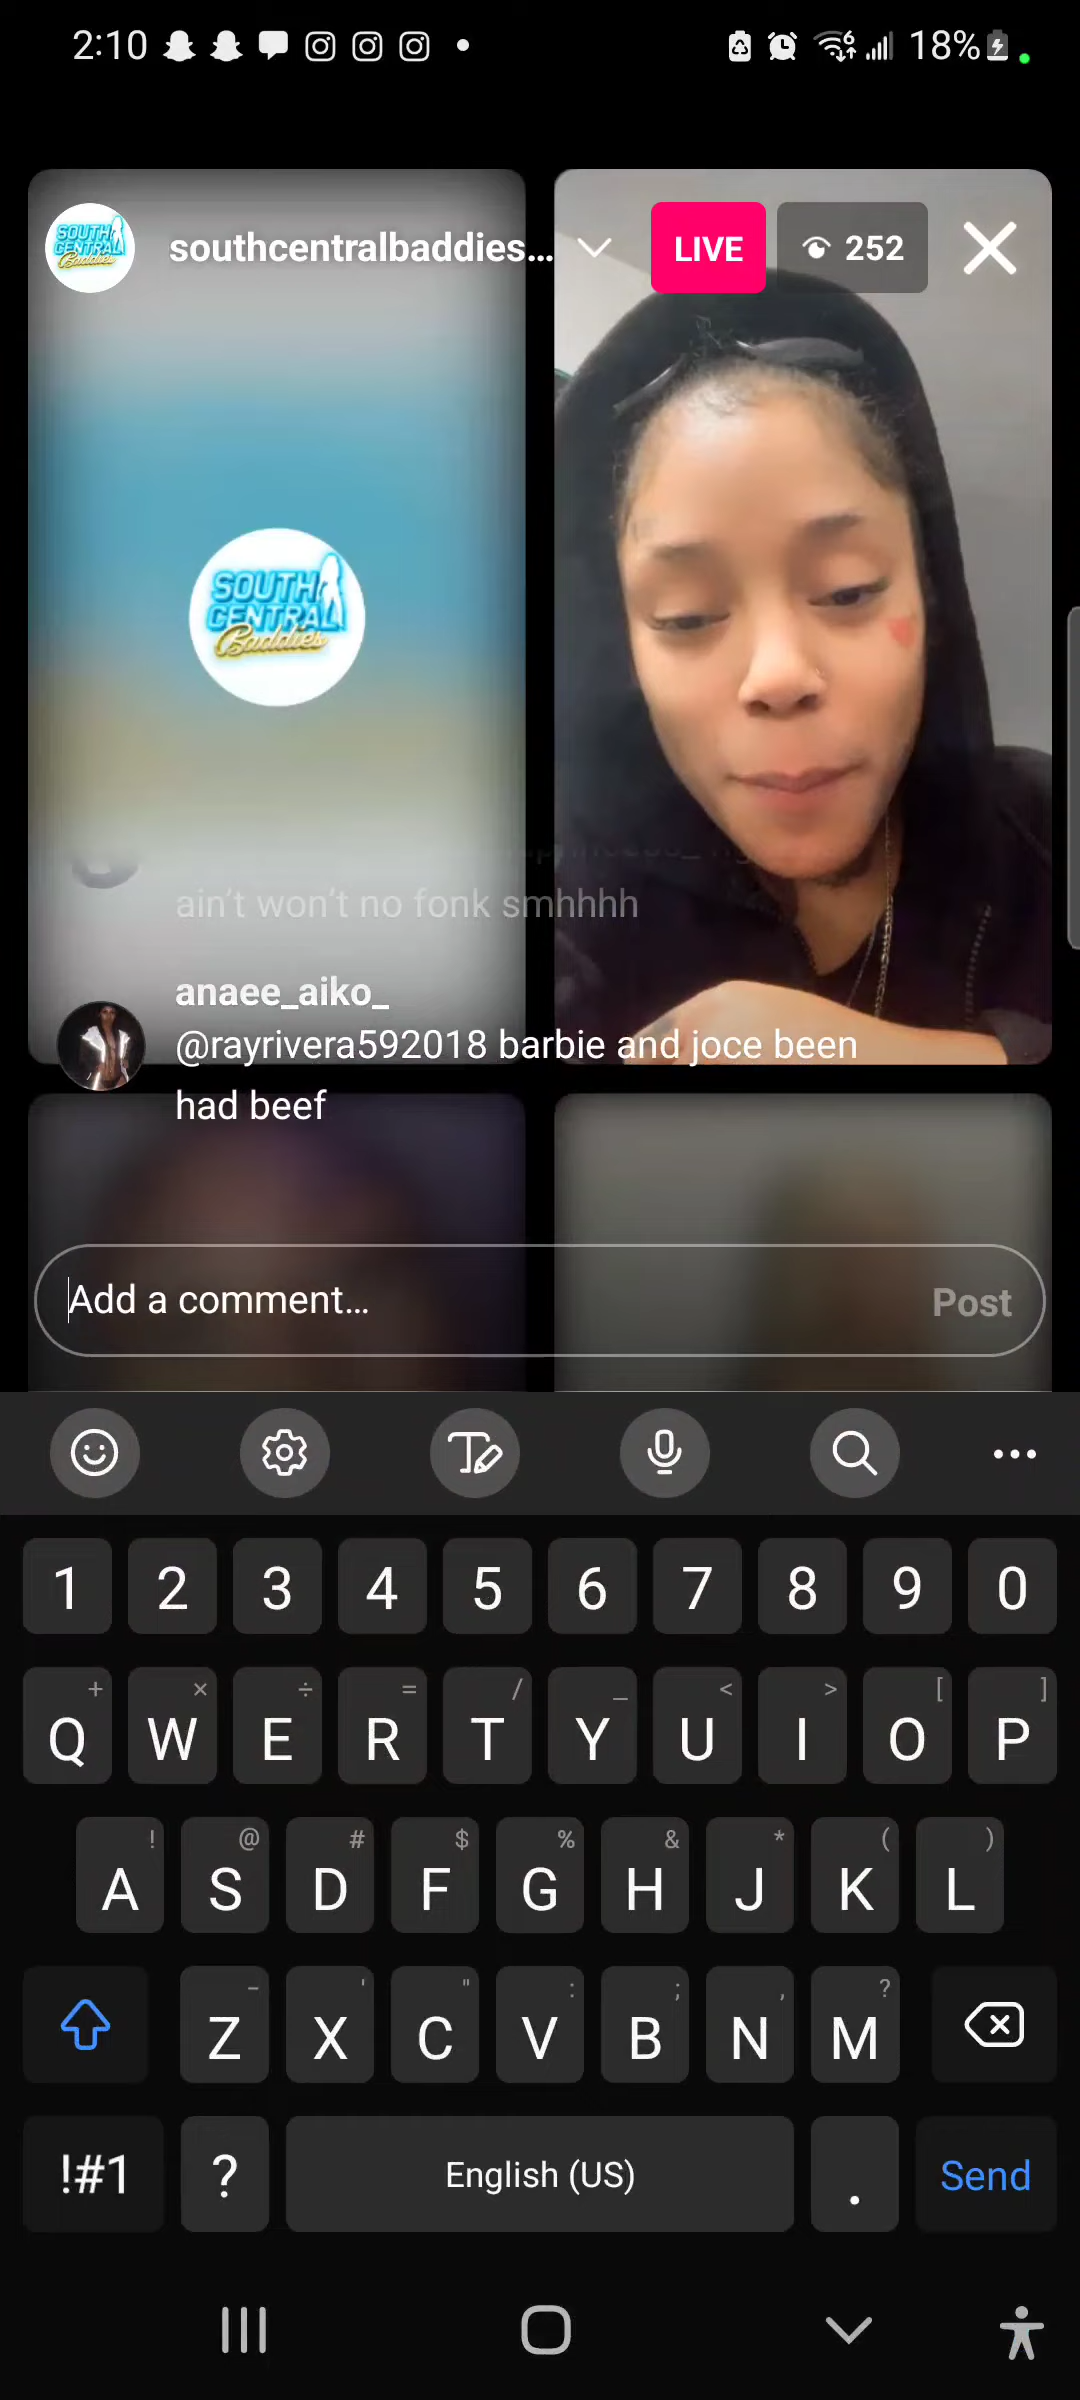 2:10
18%
SOUTH
CENTRAL
Baddies
southcentralbaddies...
LIVE
252
SOUTH
CENTRAL
Baddies
ain't won't no fonk smhhhh
anaee_aiko_
@rayrivera592018 barbie and joce been
had beef
Add a comment...
Post
1 2 3 4 5 6 7 8 9 0
+ × ÷ = / _ < > [ ]
Q W E R T Y U I O P
! @ # $ % & * ( )
A S D F G H J K L
- ' " : ; , ?
Z X C V B N M
!#1 ? English (US) . Send